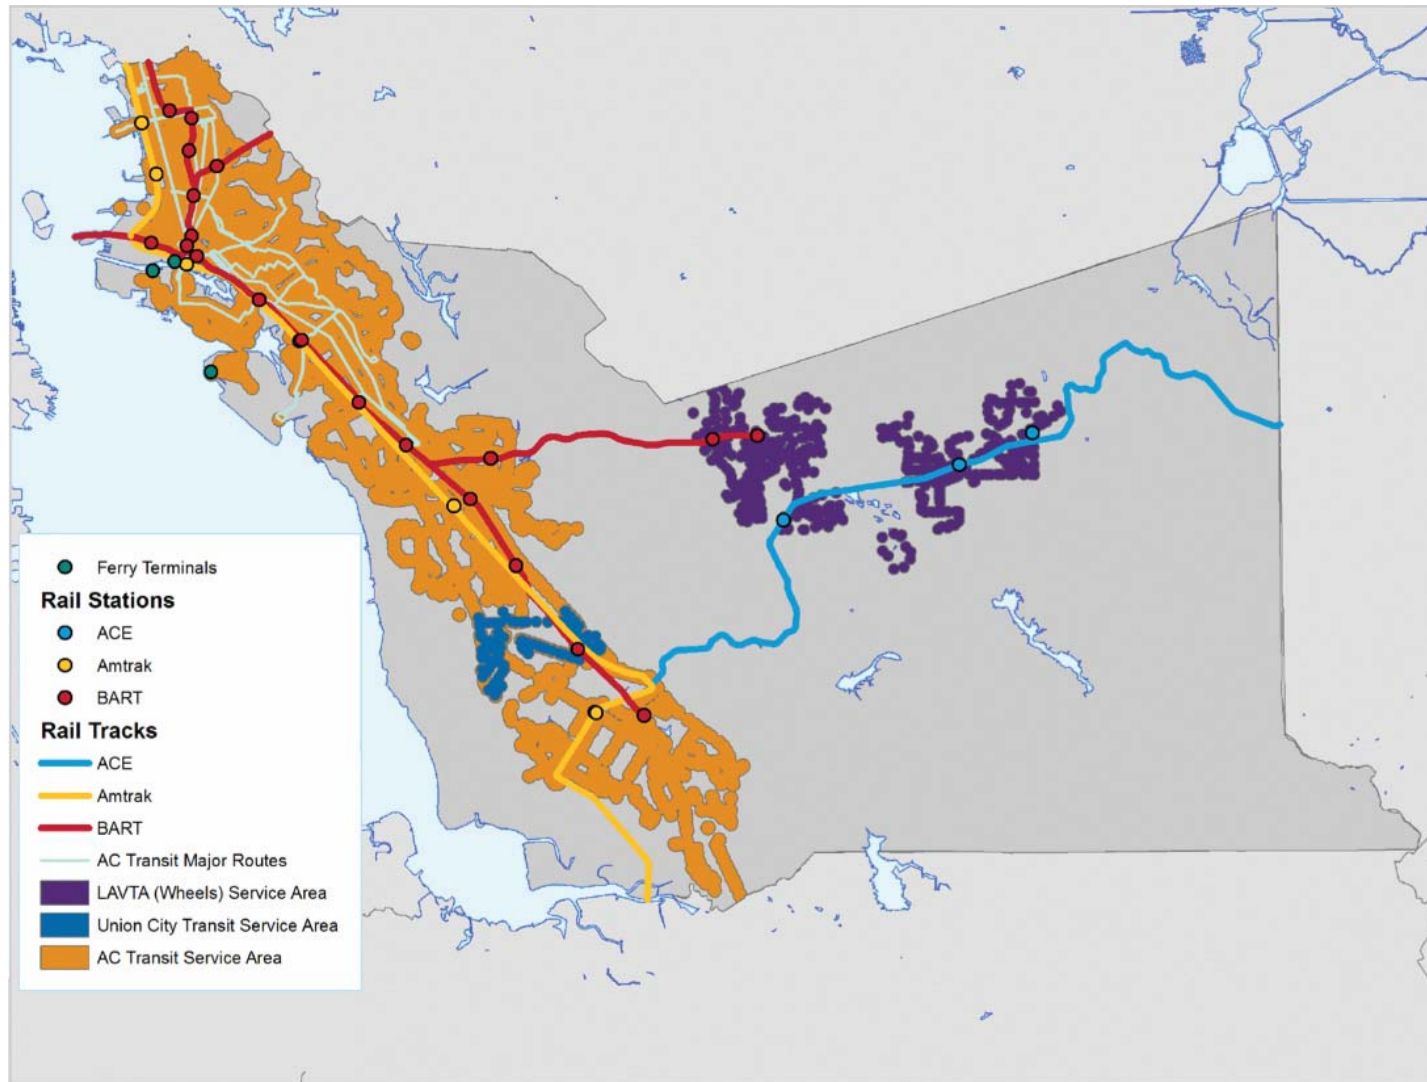 Ferry Terminals
Rail Stations
ACE
Amtrak
BART
Rail Tracks
ACE
Amtrak
BART
AC Transit Major Routes
LAVTA (Wheels) Service Area
Union City Transit Service Area
AC Transit Service Area